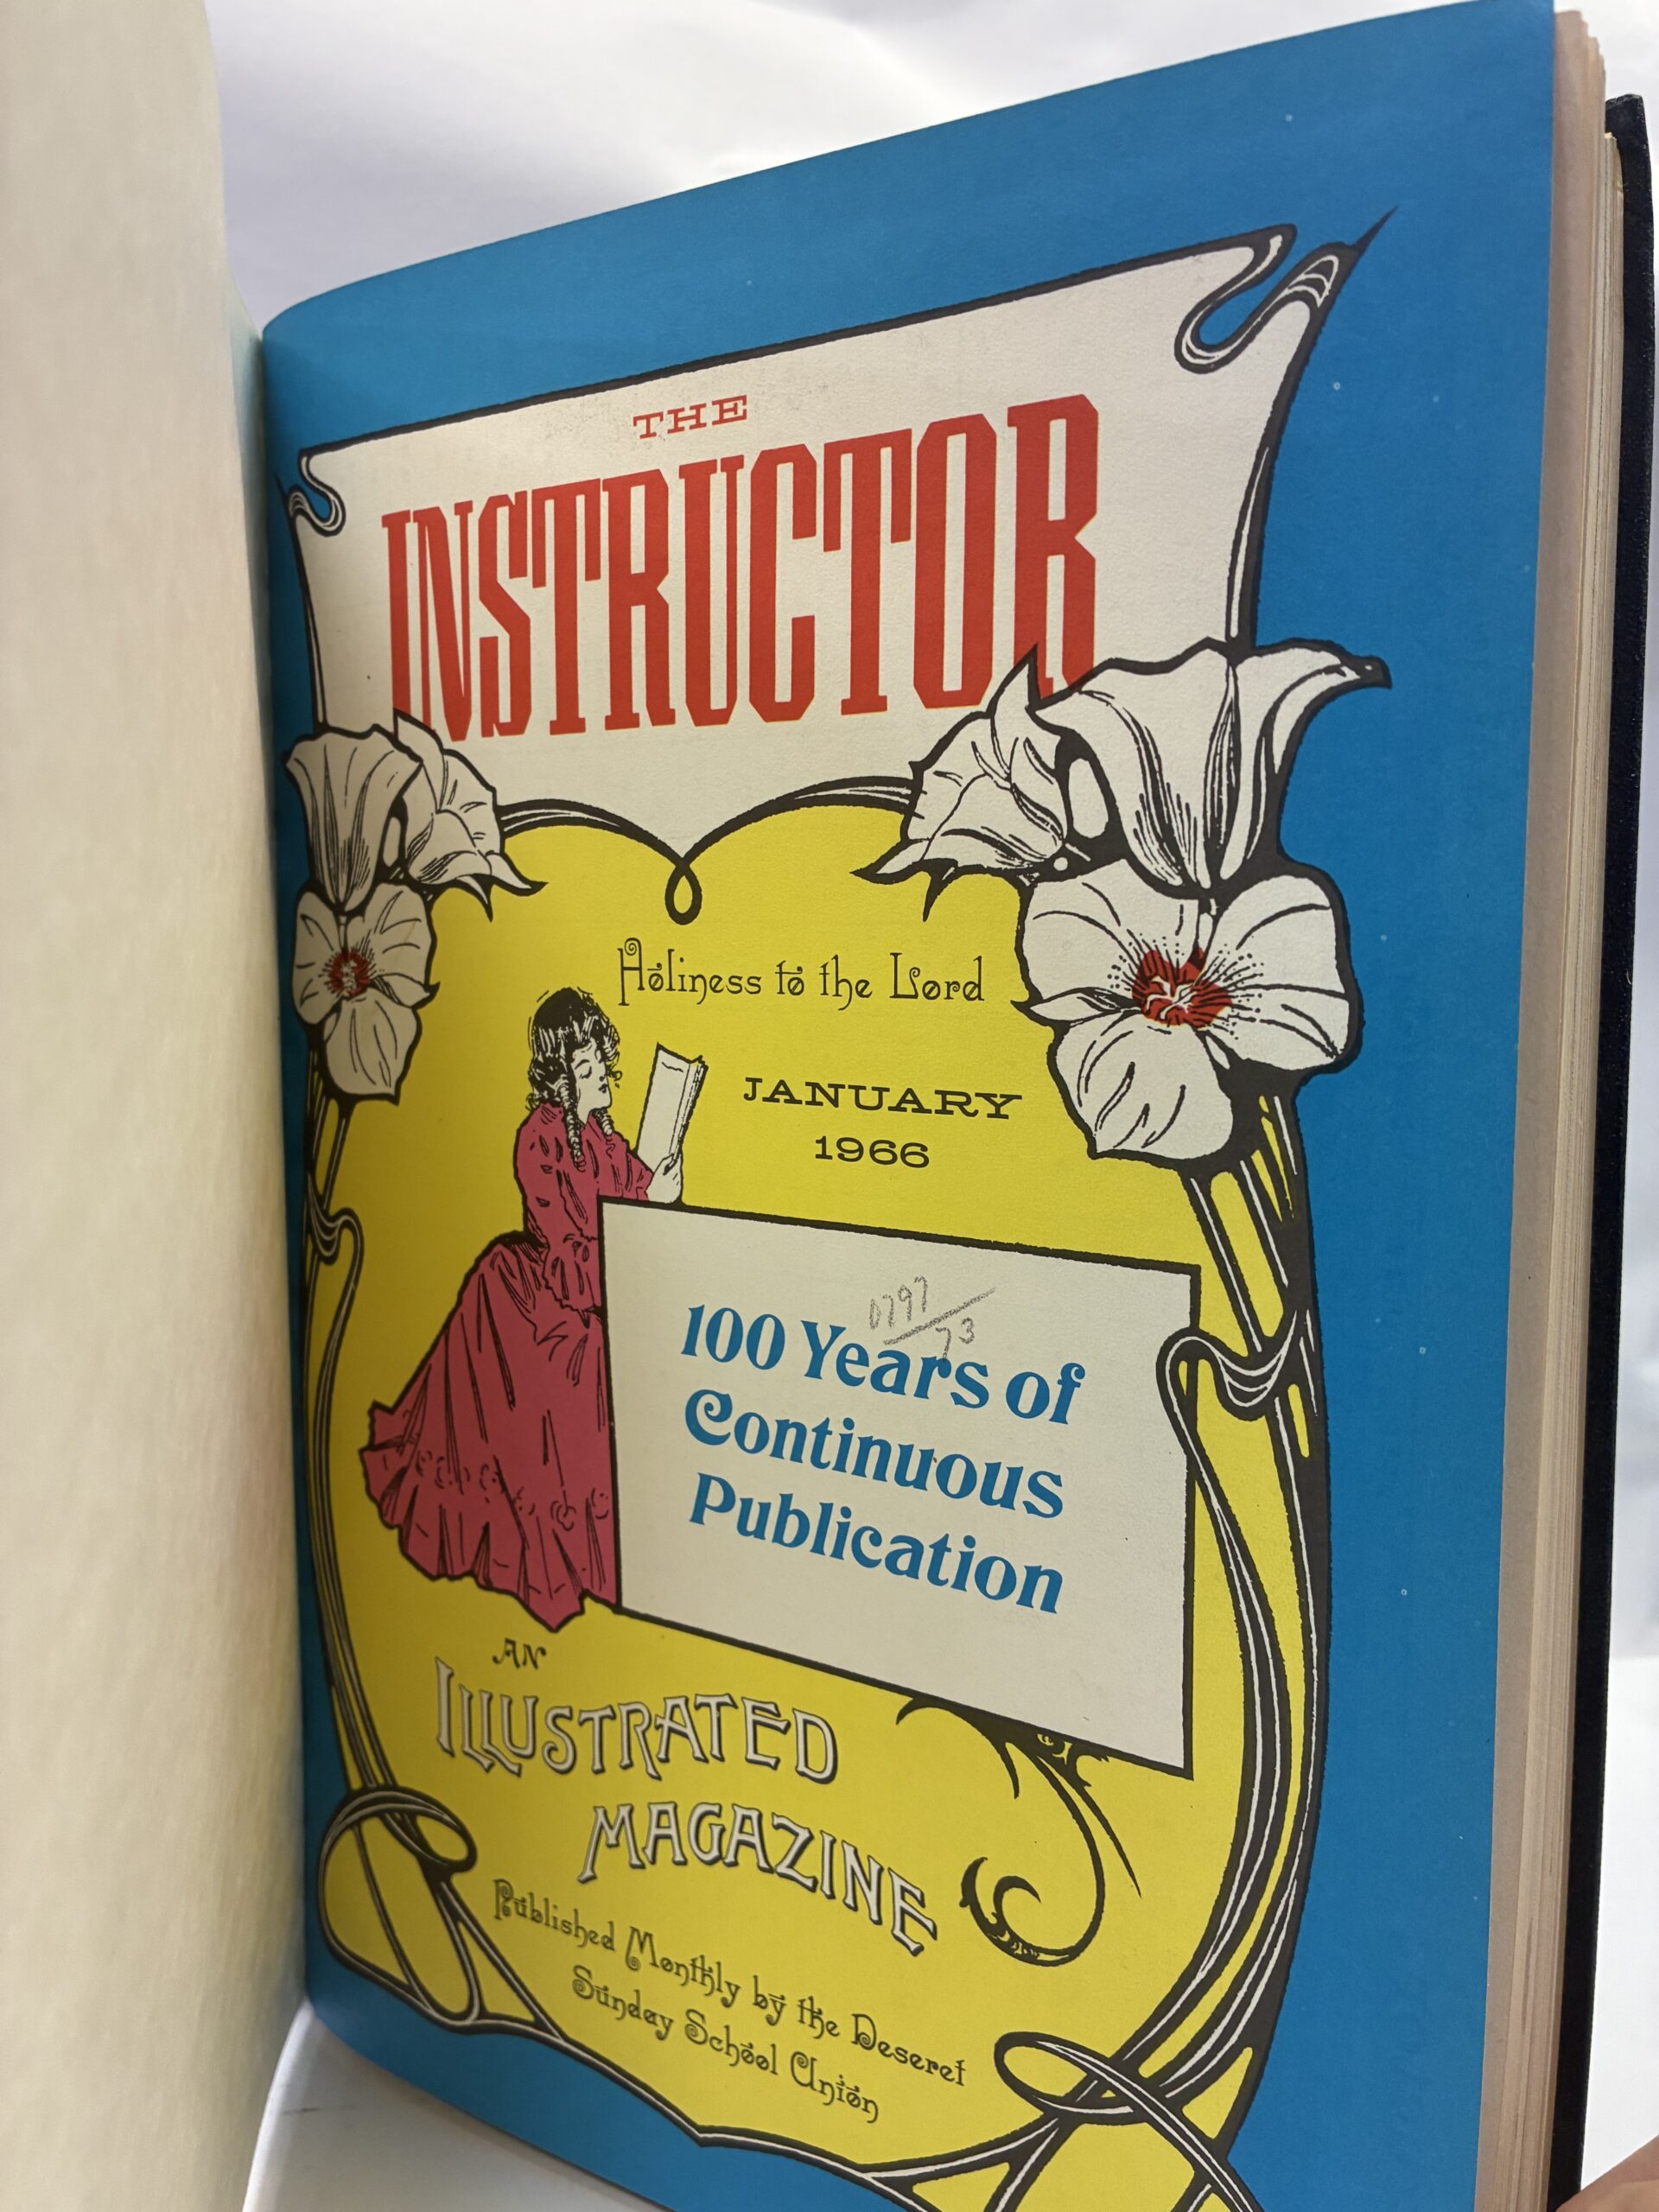 THE
INSTRUCTOR
Holiness to the Lord
JANUARY
1966
100 Years of
Continuous
Publication
AN
ILLUSTRATED
MAGAZINE
Published Monthly by the Deseret
Sunday School Union